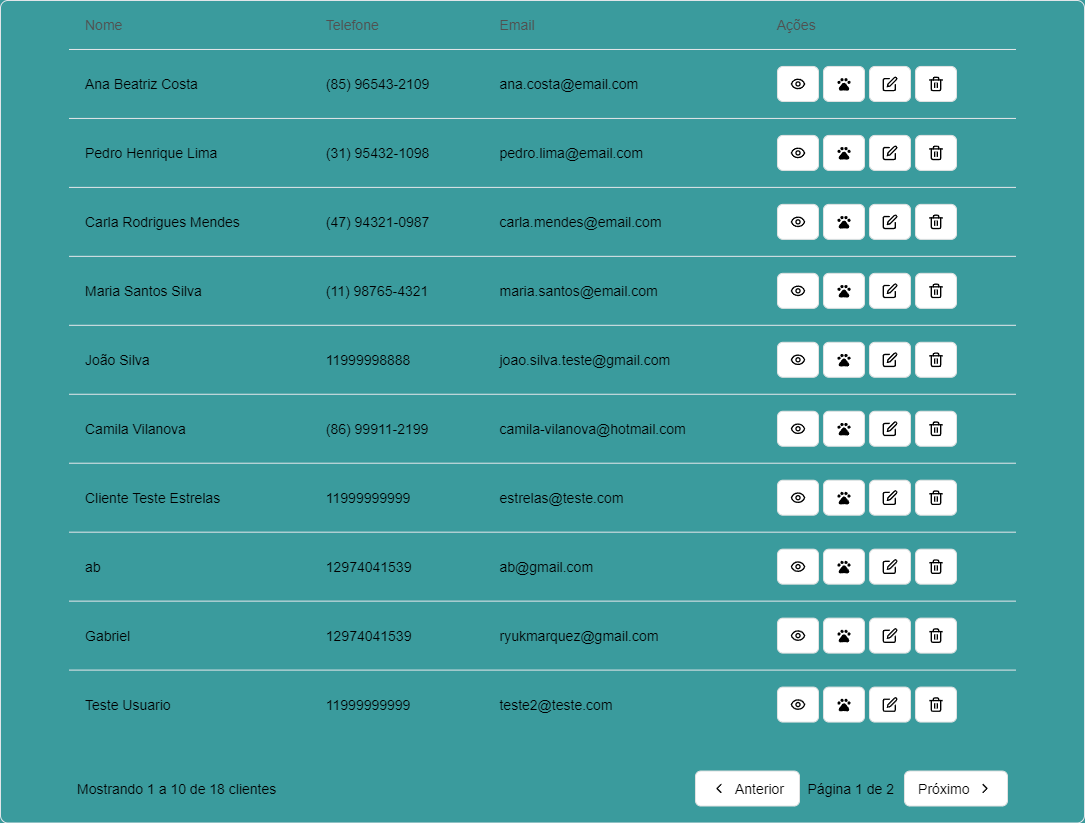 Nome Telefone Email Ações
Ana Beatriz Costa (85) 96543-2109 ana.costa@email.com
Pedro Henrique Lima (31) 95432-1098 pedro.lima@email.com
Carla Rodrigues Mendes (47) 94321-0987 carla.mendes@email.com
Maria Santos Silva (11) 98765-4321 maria.santos@email.com
João Silva 11999998888 joao.silva.teste@gmail.com
Camila Vilanova (86) 99911-2199 camila-vilanova@hotmail.com
Cliente Teste Estrelas 11999999999 estrelas@teste.com
ab 12974041539 ab@gmail.com
Gabriel 12974041539 ryukmarquez@gmail.com
Teste Usuario 11999999999 teste2@teste.com
Mostrando 1 a 10 de 18 clientes Anterior Página 1 de 2 Próximo